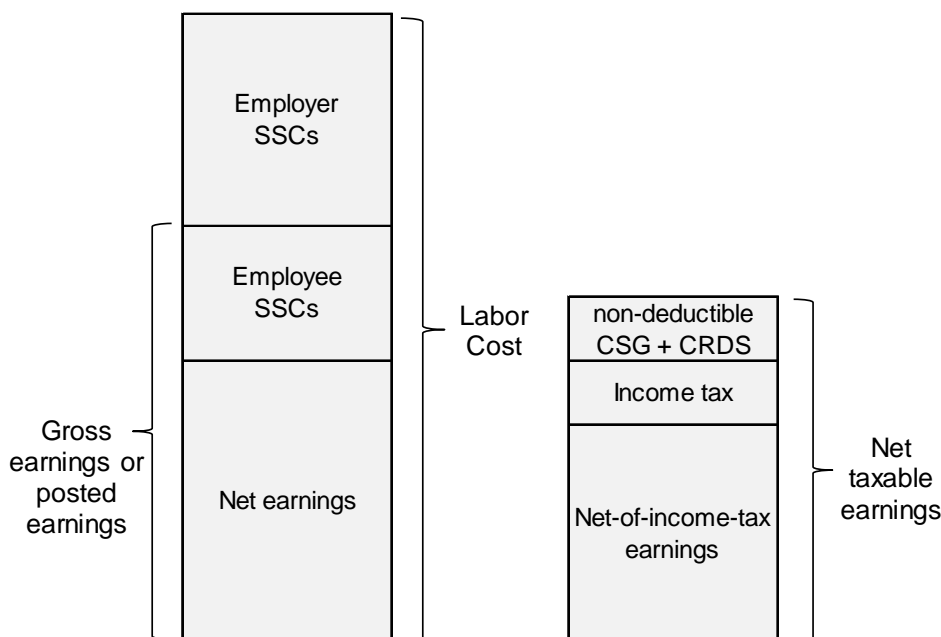 Employer
SSCs
Employee
SSCs
Net earnings
Gross
earnings or
posted
earnings
Labor
Cost
non-deductible
CSG + CRDS
Income tax
Net-of-income-tax
earnings
Net
taxable
earnings